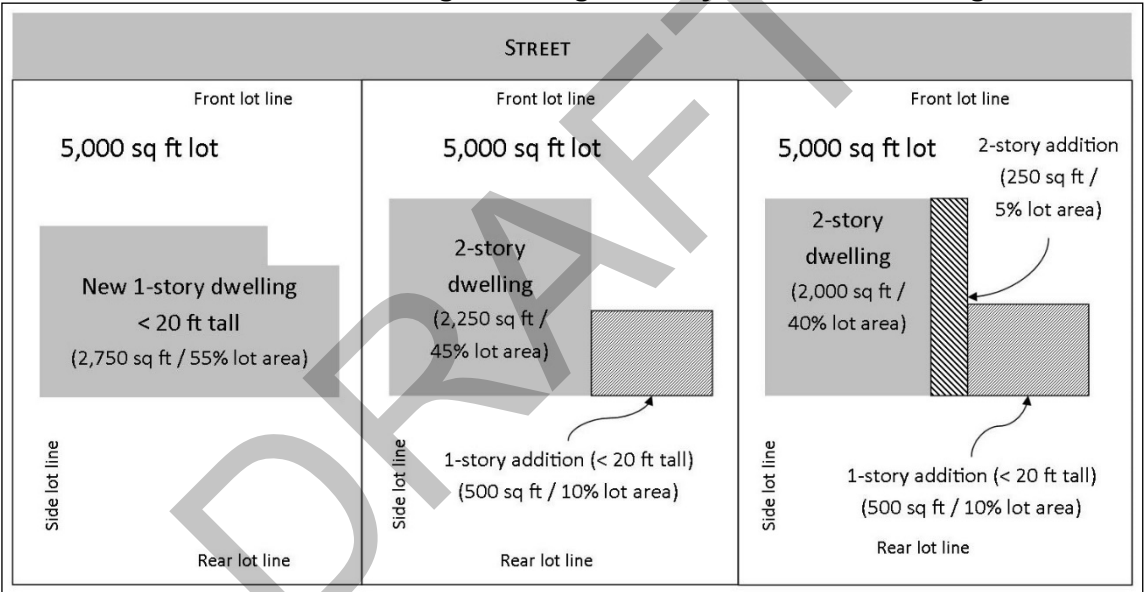 STREET
Front lot line
5,000 sq ft lot
New 1-story dwelling
< 20 ft tall
(2,750 sq ft / 55% lot area)
Side lot line
Rear lot line
Front lot line
5,000 sq ft lot
2-story
dwelling
(2,250 sq ft /
45% lot area)
1-story addition (< 20 ft tall)
(500 sq ft / 10% lot area)
Side lot line
Rear lot line
Front lot line
5,000 sq ft lot
2-story addition
(250 sq ft /
5% lot area)
2-story
dwelling
(2,000 sq ft /
40% lot area)
1-story addition (< 20 ft tall)
(500 sq ft / 10% lot area)
Side lot line
Rear lot line
DRAFT